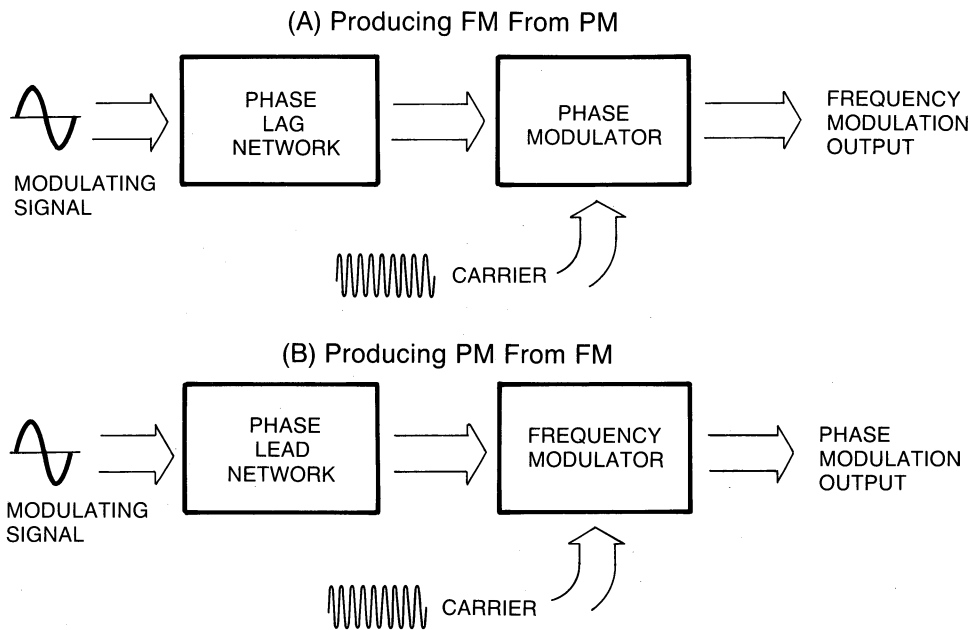 (A) Producing FM From PM
MODULATING
SIGNAL
PHASE
LAG
NETWORK
PHASE
MODULATOR
FREQUENCY
MODULATION
OUTPUT
CARRIER
(B) Producing PM From FM
MODULATING
SIGNAL
PHASE
LEAD
NETWORK
FREQUENCY
MODULATOR
PHASE
MODULATION
OUTPUT
CARRIER